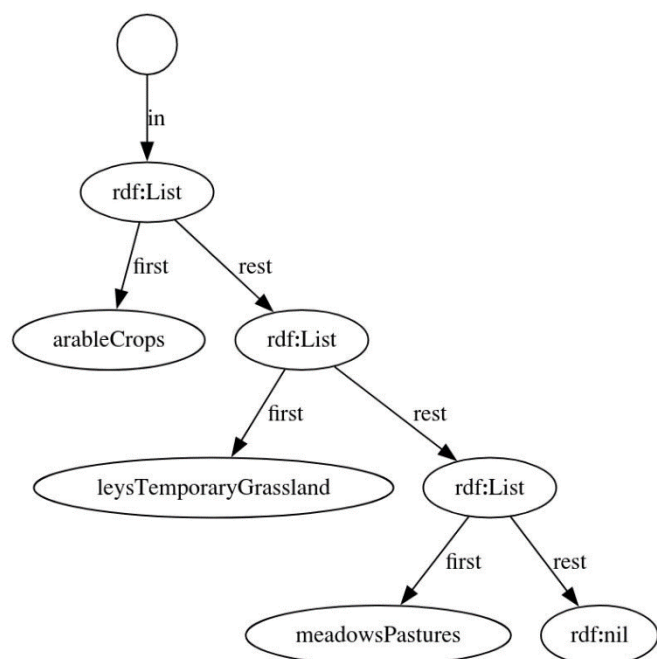 in
rdf:List
first
rest
arableCrops
rdf:List
first
rest
leysTemporaryGrassland
rdf:List
first
rest
meadowsPastures
rdf:nil